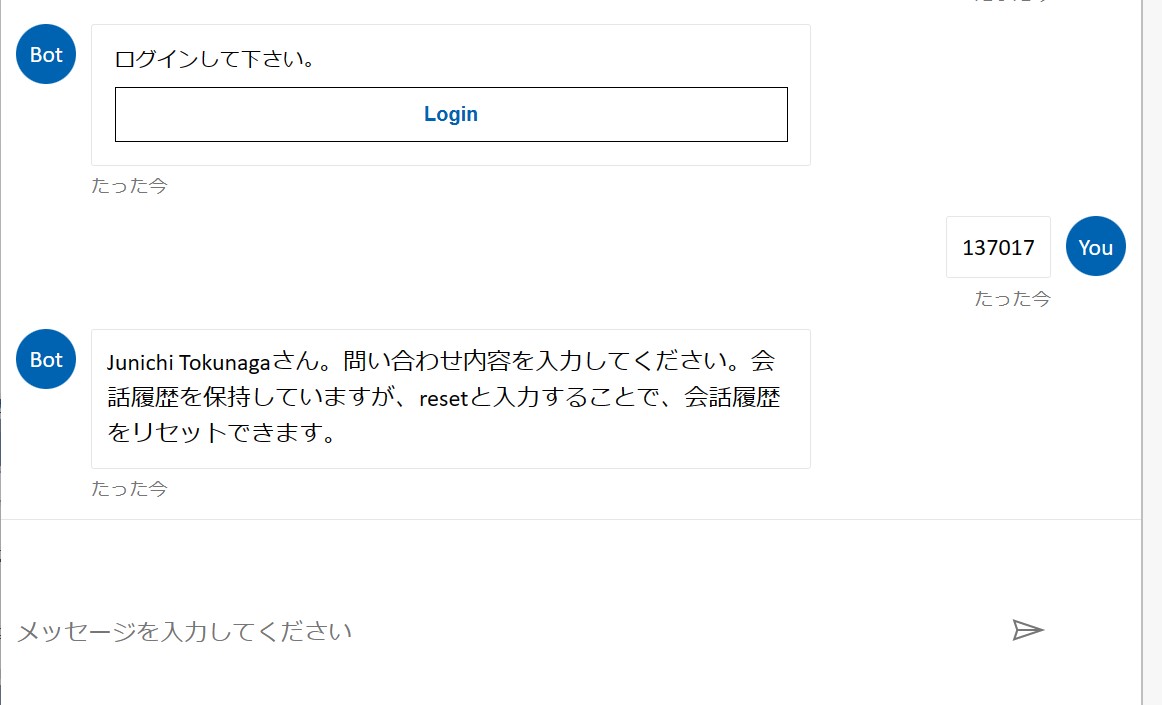 Bot
ログインして下さい。
Login
たった今
137017
You
たった今
Bot
Junichi Tokunagaさん。問い合わせ内容を入力してください。会
話履歴を保持していますが、resetと入力することで、会話履歴
をリセットできます。
たった今
メッセージを入力してください